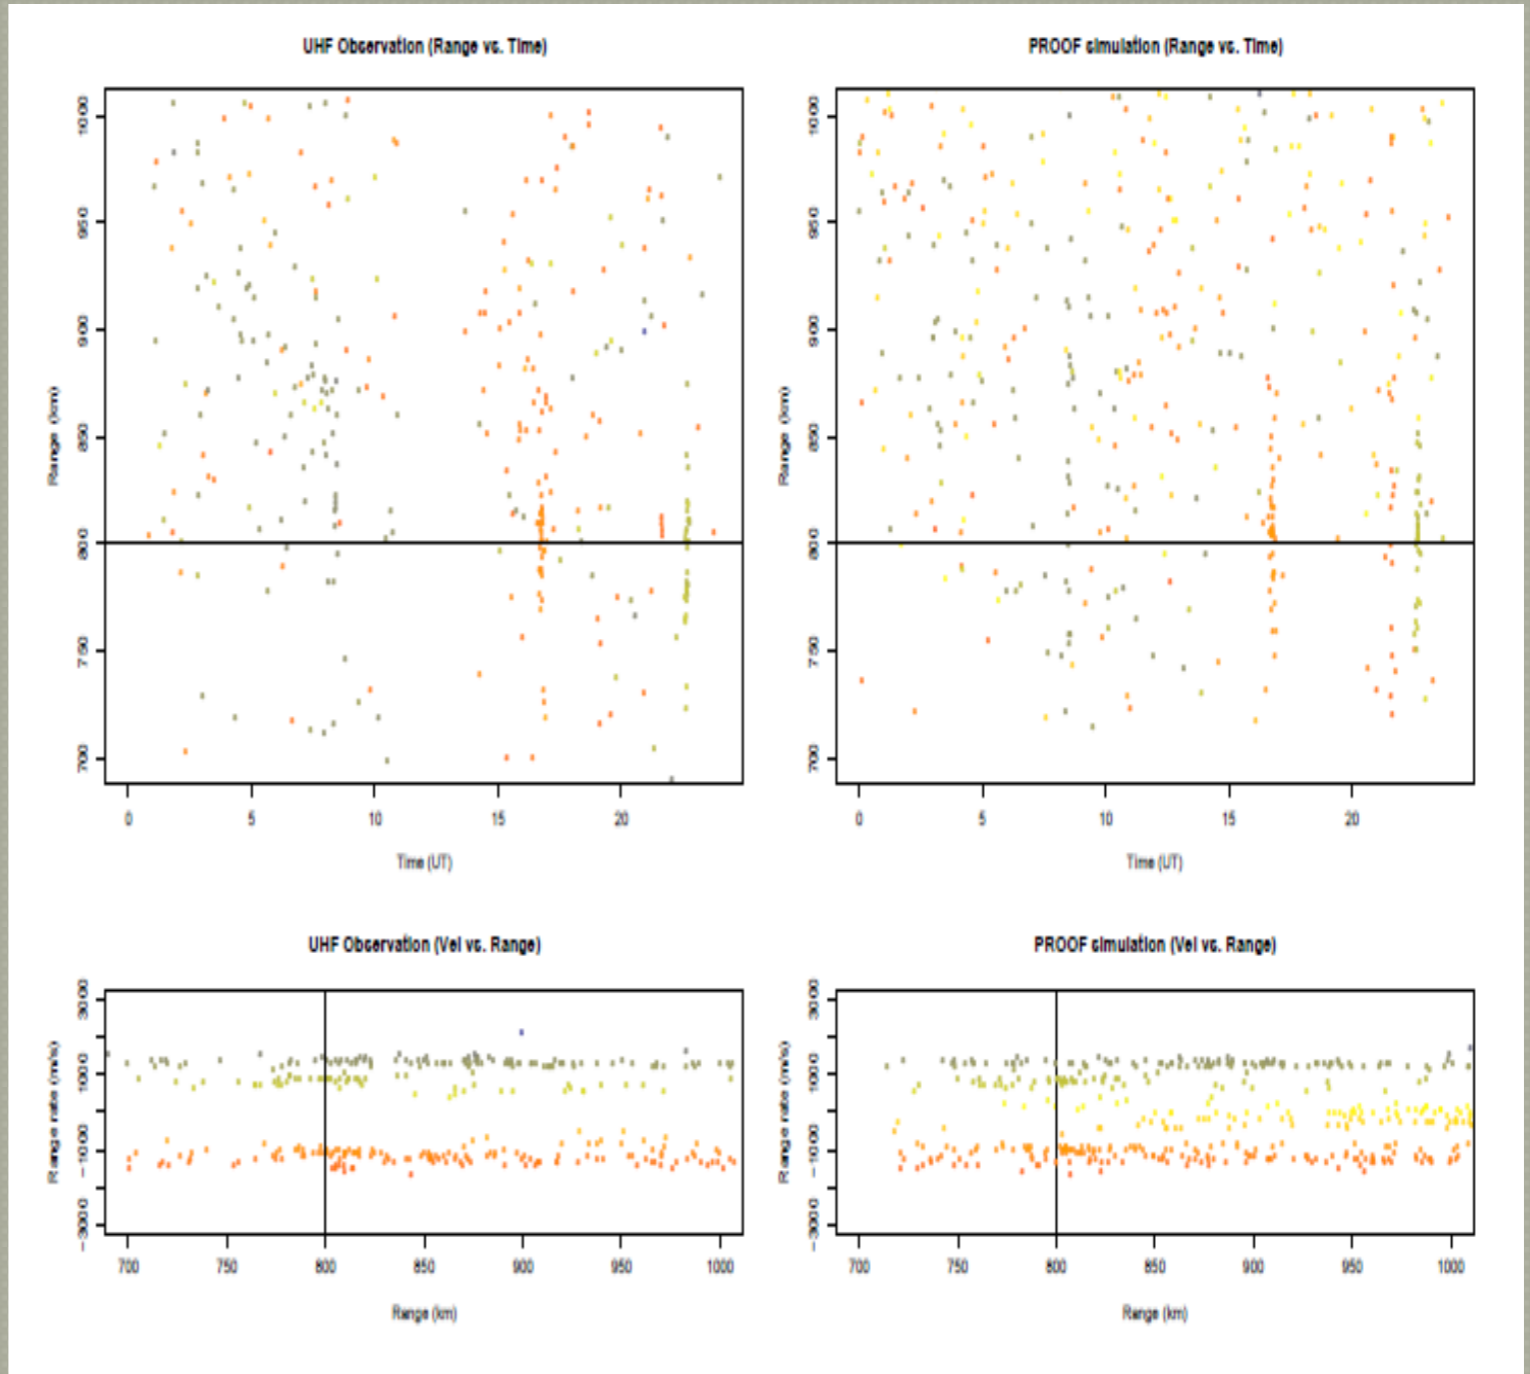 UHF Observation (Range vs. Time)
PROOF simulation (Range vs. Time)
Range (km)
1000
950
900
850
800
750
700
0 5 10 15 20
Time (UT)
Range (km)
1000
950
900
850
800
750
700
0 5 10 15 20
Time (UT)
UHF Observation (Vel vs. Range)
PROOF simulation (Vel vs. Range)
Range rate (m/s)
3000
1000
-1000
-3000
700 750 800 850 900 950 1000
Range (km)
Range rate (m/s)
3000
1000
-1000
-3000
700 750 800 850 900 950 1000
Range (km)